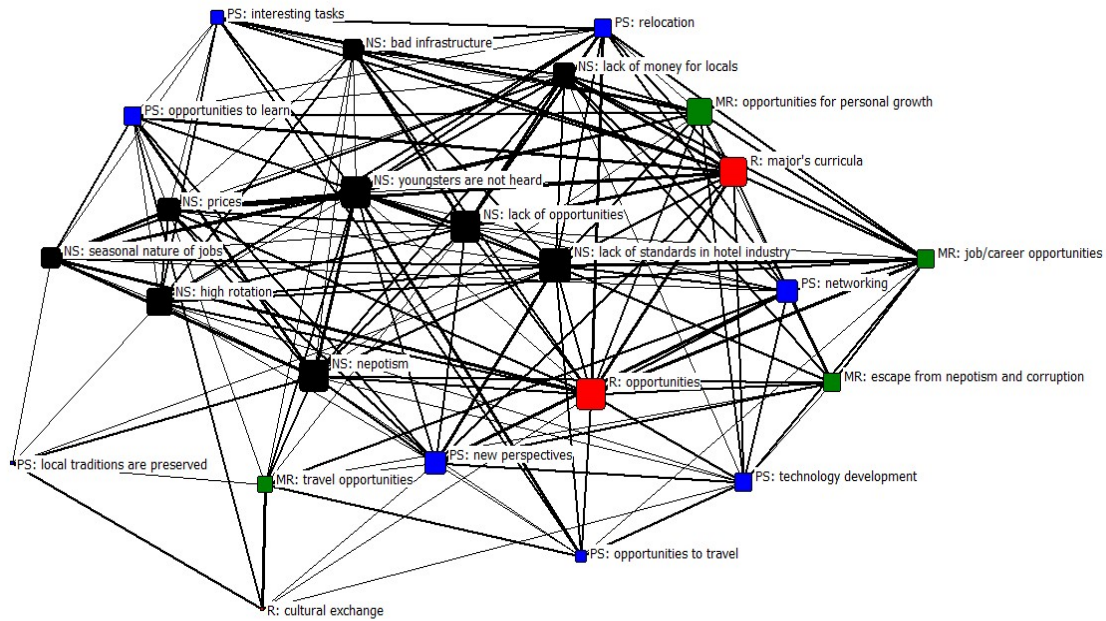 PS: interesting tasks
PS: relocation
NS: bad infrastructure
NS: lack of money for locals
MR: opportunities for personal growth
PS: opportunities to learn
R: major's curricula
NS: youngsters are not heard
NS: prices
NS: lack of opportunities
NS: seasonal nature of jobs
NS: lack of standards in hotel industry
MR: job/career opportunities
PS: networking
NS: high rotation
NS: nepotism
R: opportunities
MR: escape from nepotism and corruption
PS: new perspectives
PS: local traditions are preserved
MR: travel opportunities
PS: technology development
PS: opportunities to travel
R: cultural exchange